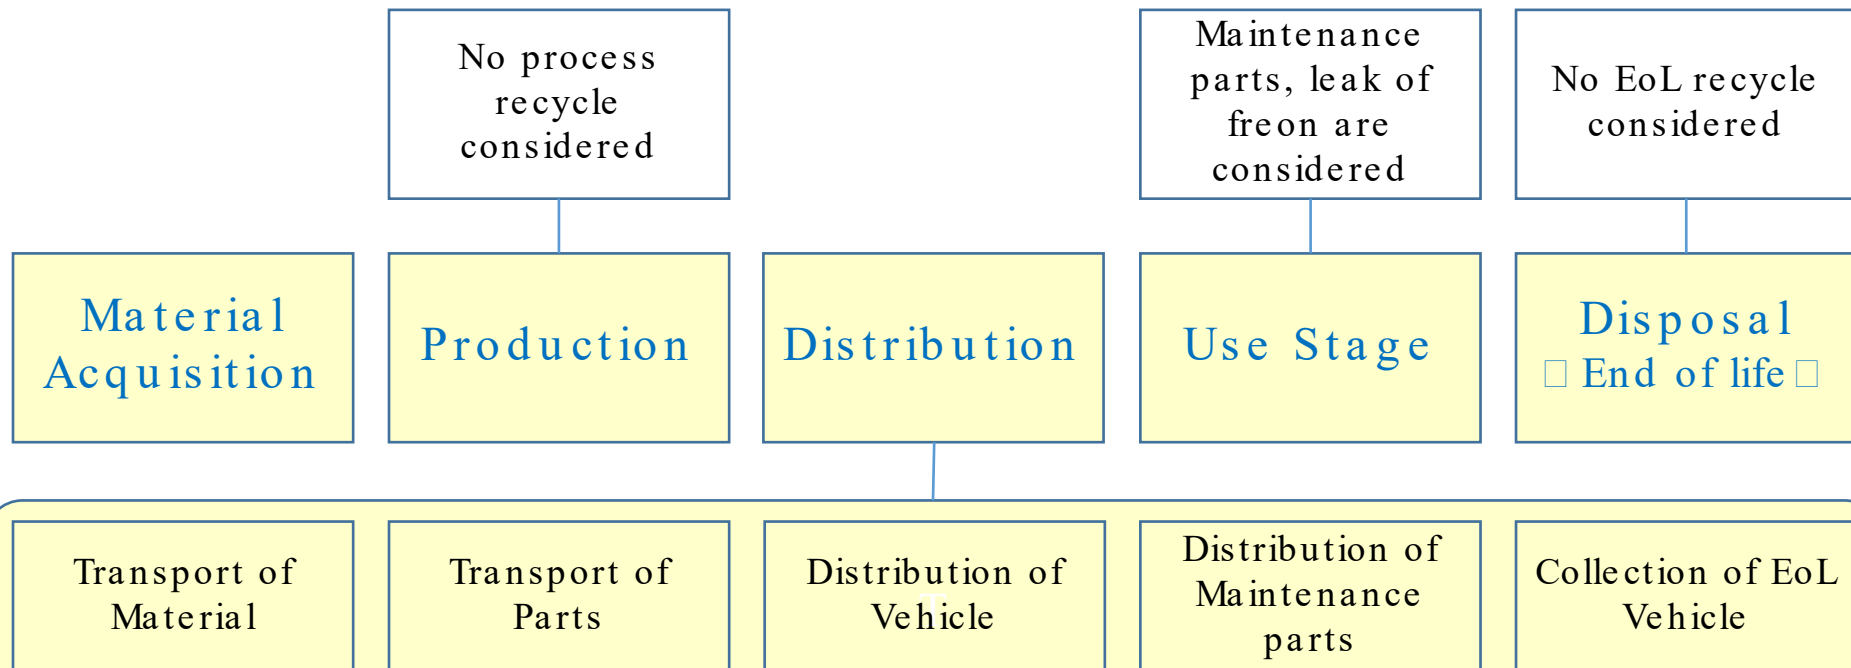 No process
recycle
considered
Maintenance
parts, leak of
freon are
considered
No EoL recycle
considered
Material
Acquisition
Production
Distribution
Use Stage
Disposal
□ End of life □
Transport of
Material
Transport of
Parts
Distribution of
Vehicle
T
Distribution of
Maintenance
parts
Collection of EoL
Vehicle